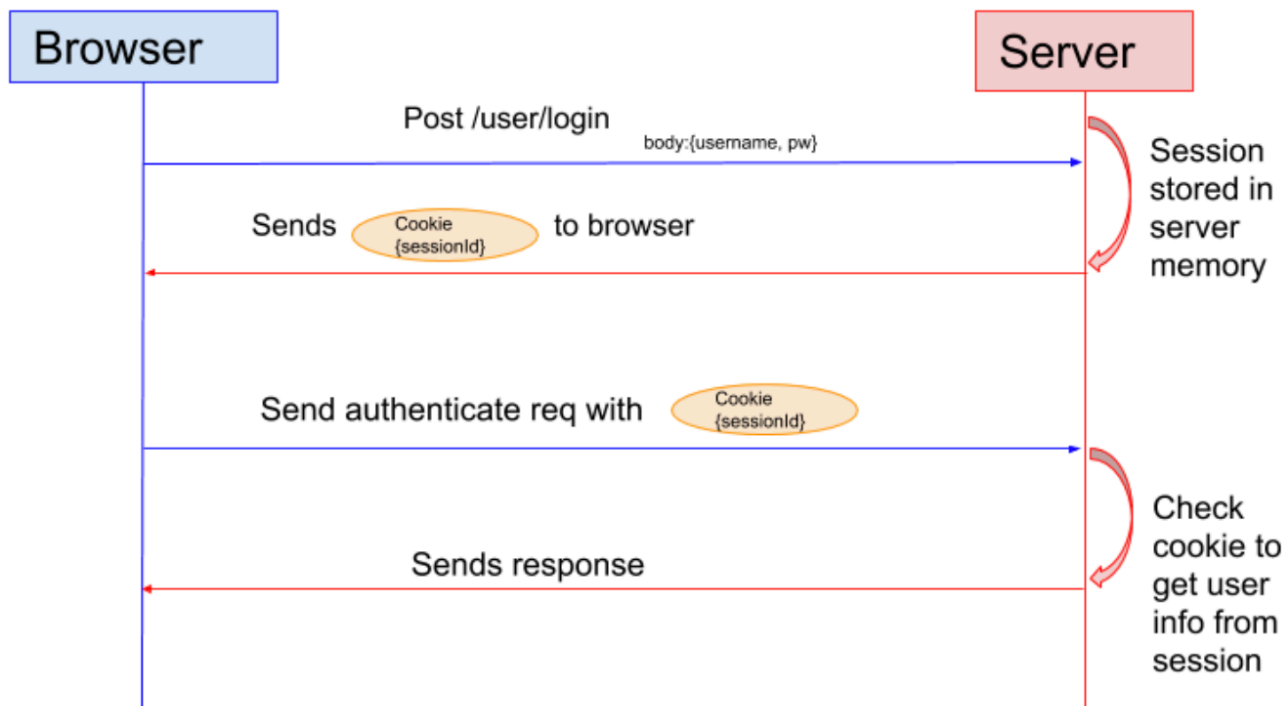 Browser
Server
Post /user/login
body:{username, pw}
Session
stored in
server
memory
Sends
Cookie
{sessionId}
to browser
Send authenticate req with
Cookie
{sessionId}
Check
cookie to
get user
info from
session
Sends response